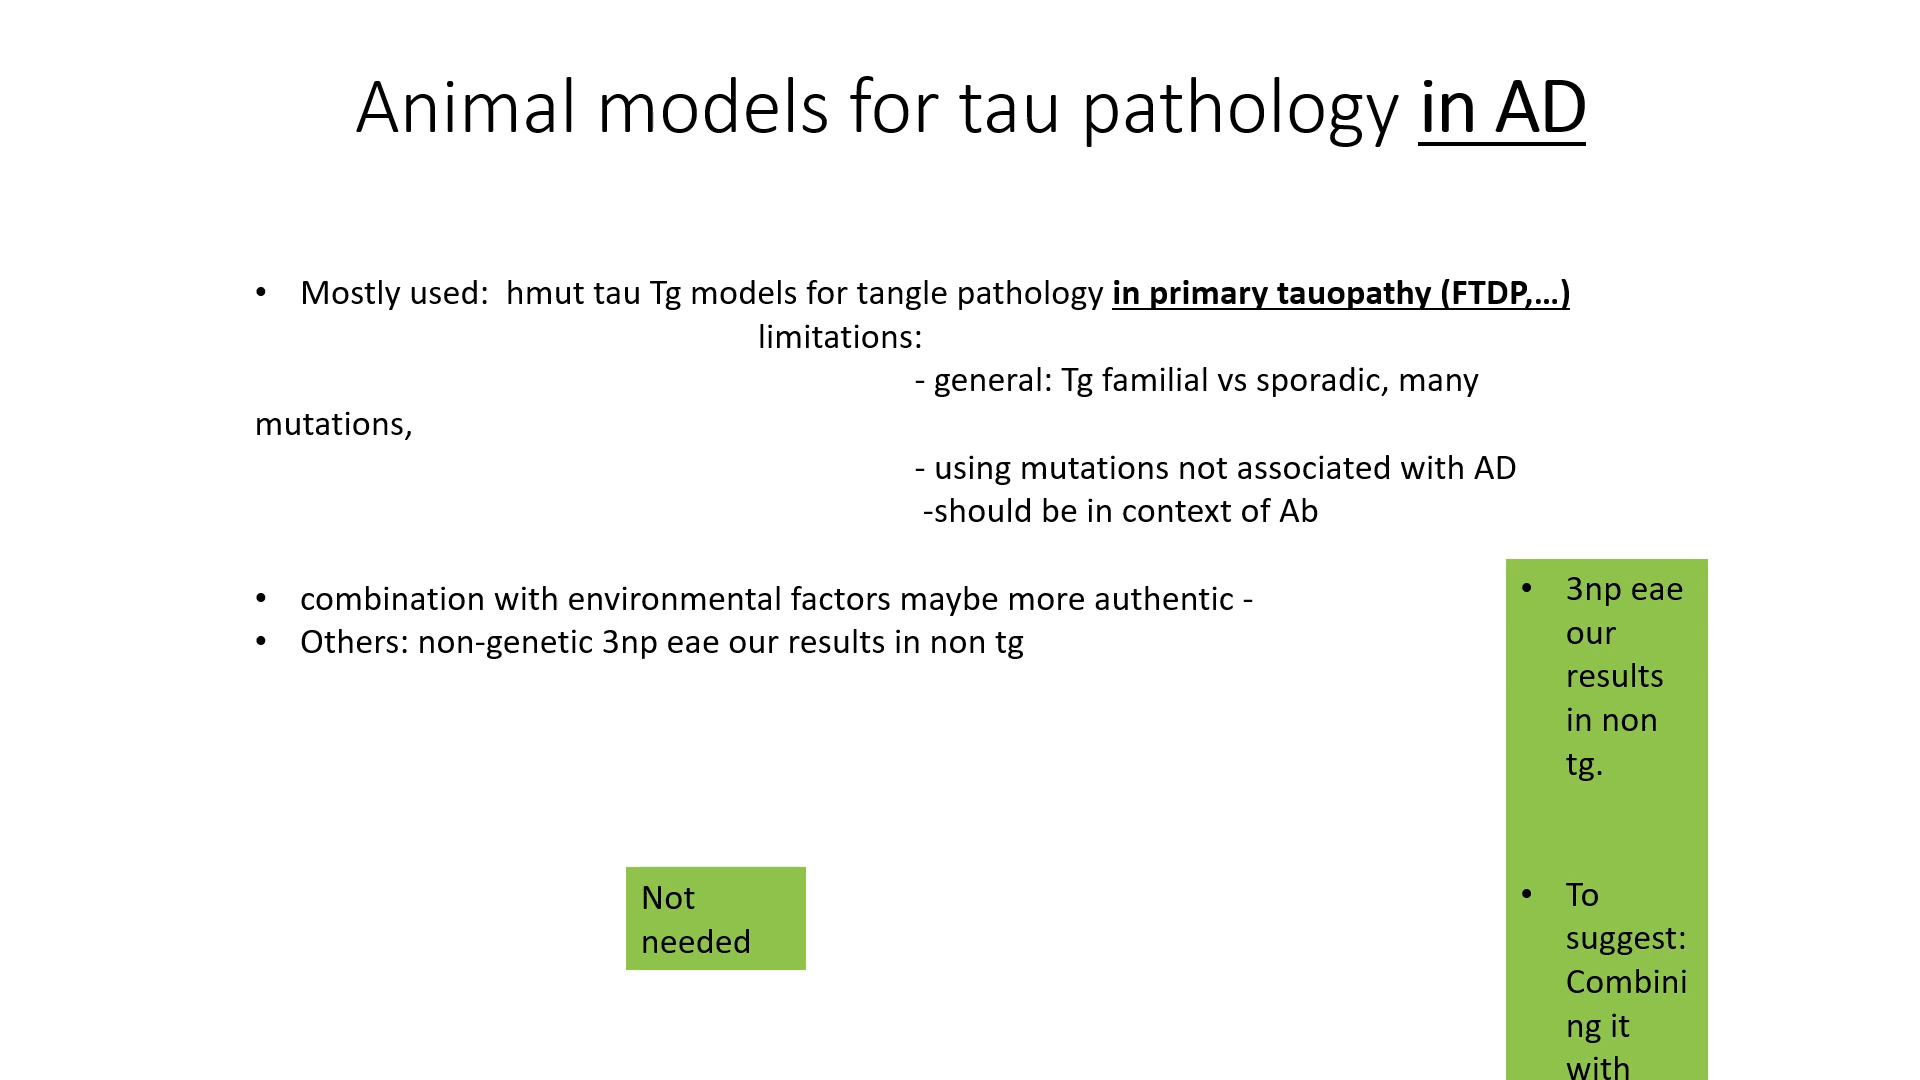 Animal models for tau pathology in AD
• Mostly used:  hmut tau Tg models for tangle pathology in primary tauopathy (FTDP,…)
limitations:
- general: Tg familial vs sporadic, many
mutations,
- using mutations not associated with AD
-should be in context of Ab
• combination with environmental factors maybe more authentic -
• Others: non-genetic 3np eae our results in non tg
• 3np eae
our
results
in non
tg.
• To
suggest:
Combini
ng it
with
Not
needed